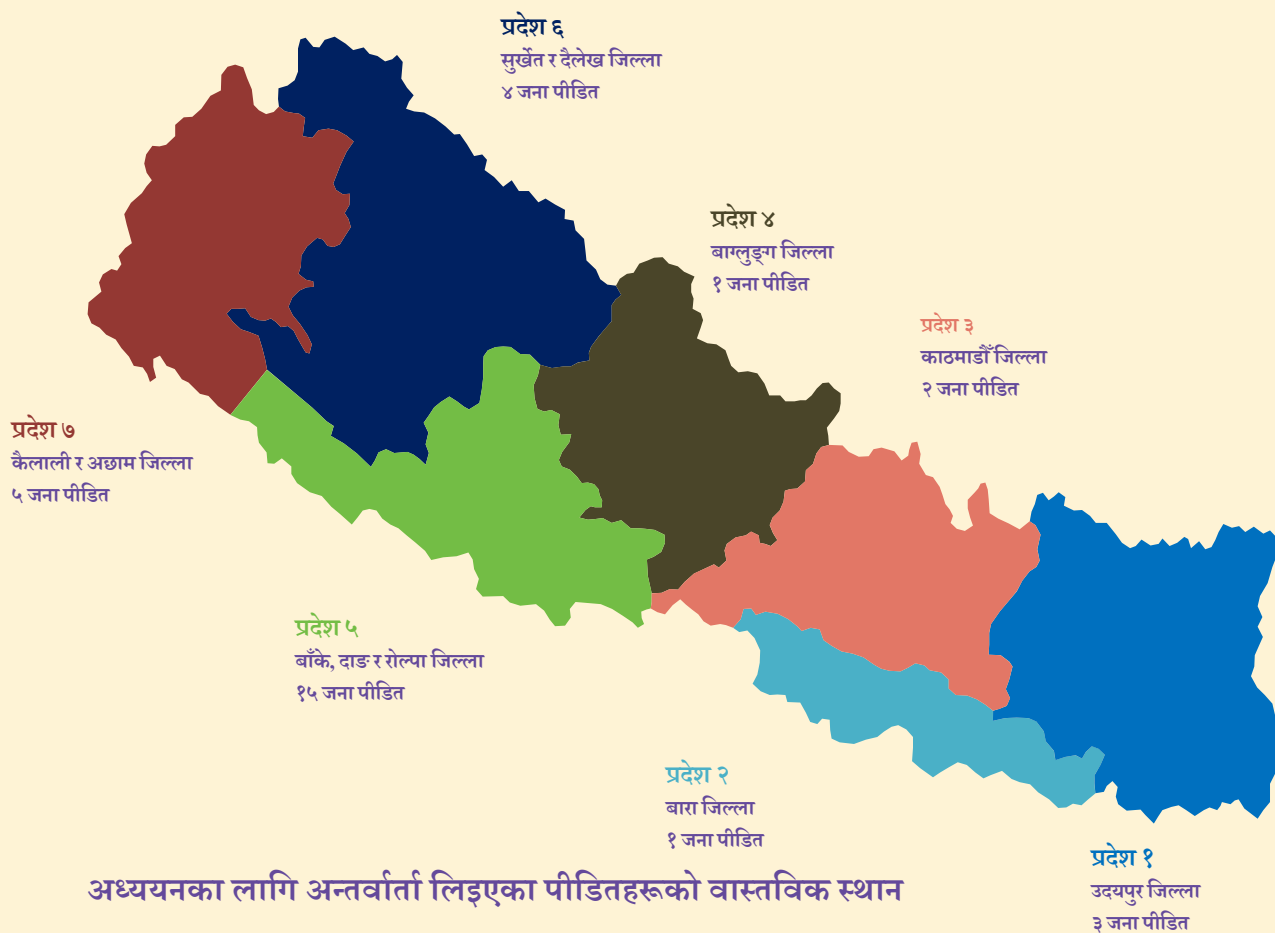 प्रदेश ६
सुर्खेत र दैलेख जिल्ला
४ जना पीडित
प्रदेश ४
बाग्लुङ्ग जिल्ला
१ जना पीडित
प्रदेश ३
काठमाडौँ जिल्ला
२ जना पीडित
प्रदेश ७
कैलाली र अछाम जिल्ला
५ जना पीडित
प्रदेश ५
बाँके, दाङ र रोल्पा जिल्ला
१५ जना पीडित
प्रदेश २
बारा जिल्ला
१ जना पीडित
प्रदेश १
उदयपुर जिल्ला
३ जना पीडित
अध्ययनका लागि अन्तर्वार्ता लिइएका पीडितहरूको वास्तविक स्थान